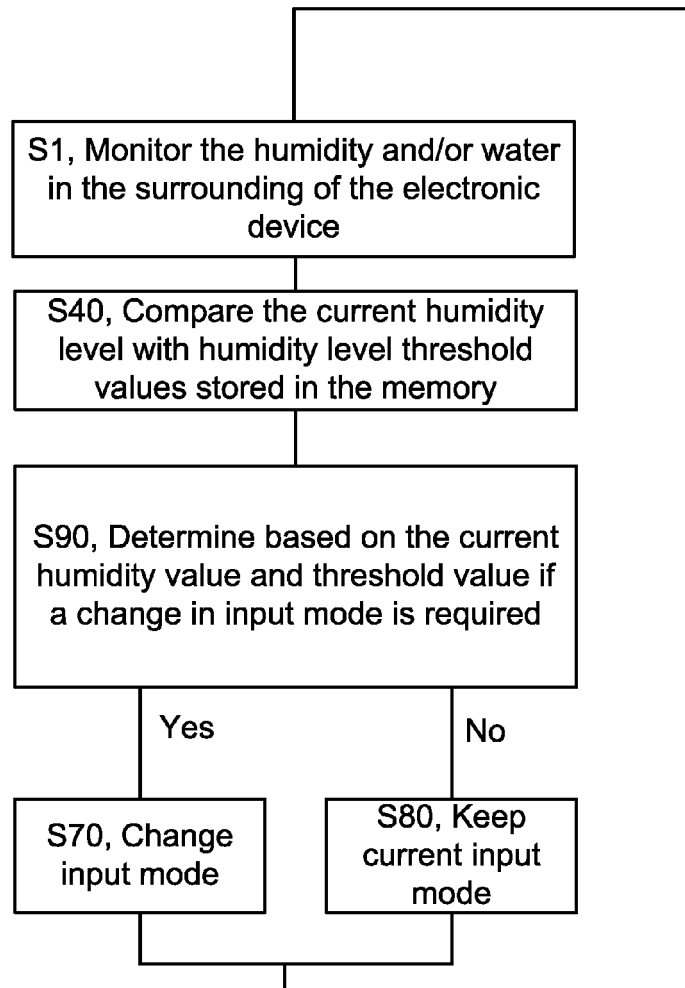 S1, Monitor the humidity and/or water
in the surrounding of the electronic
device
S40, Compare the current humidity
level with humidity level threshold
values stored in the memory
S90, Determine based on the current
humidity value and threshold value if
a change in input mode is required
Yes
No
S70, Change
input mode
S80, Keep
current input
mode